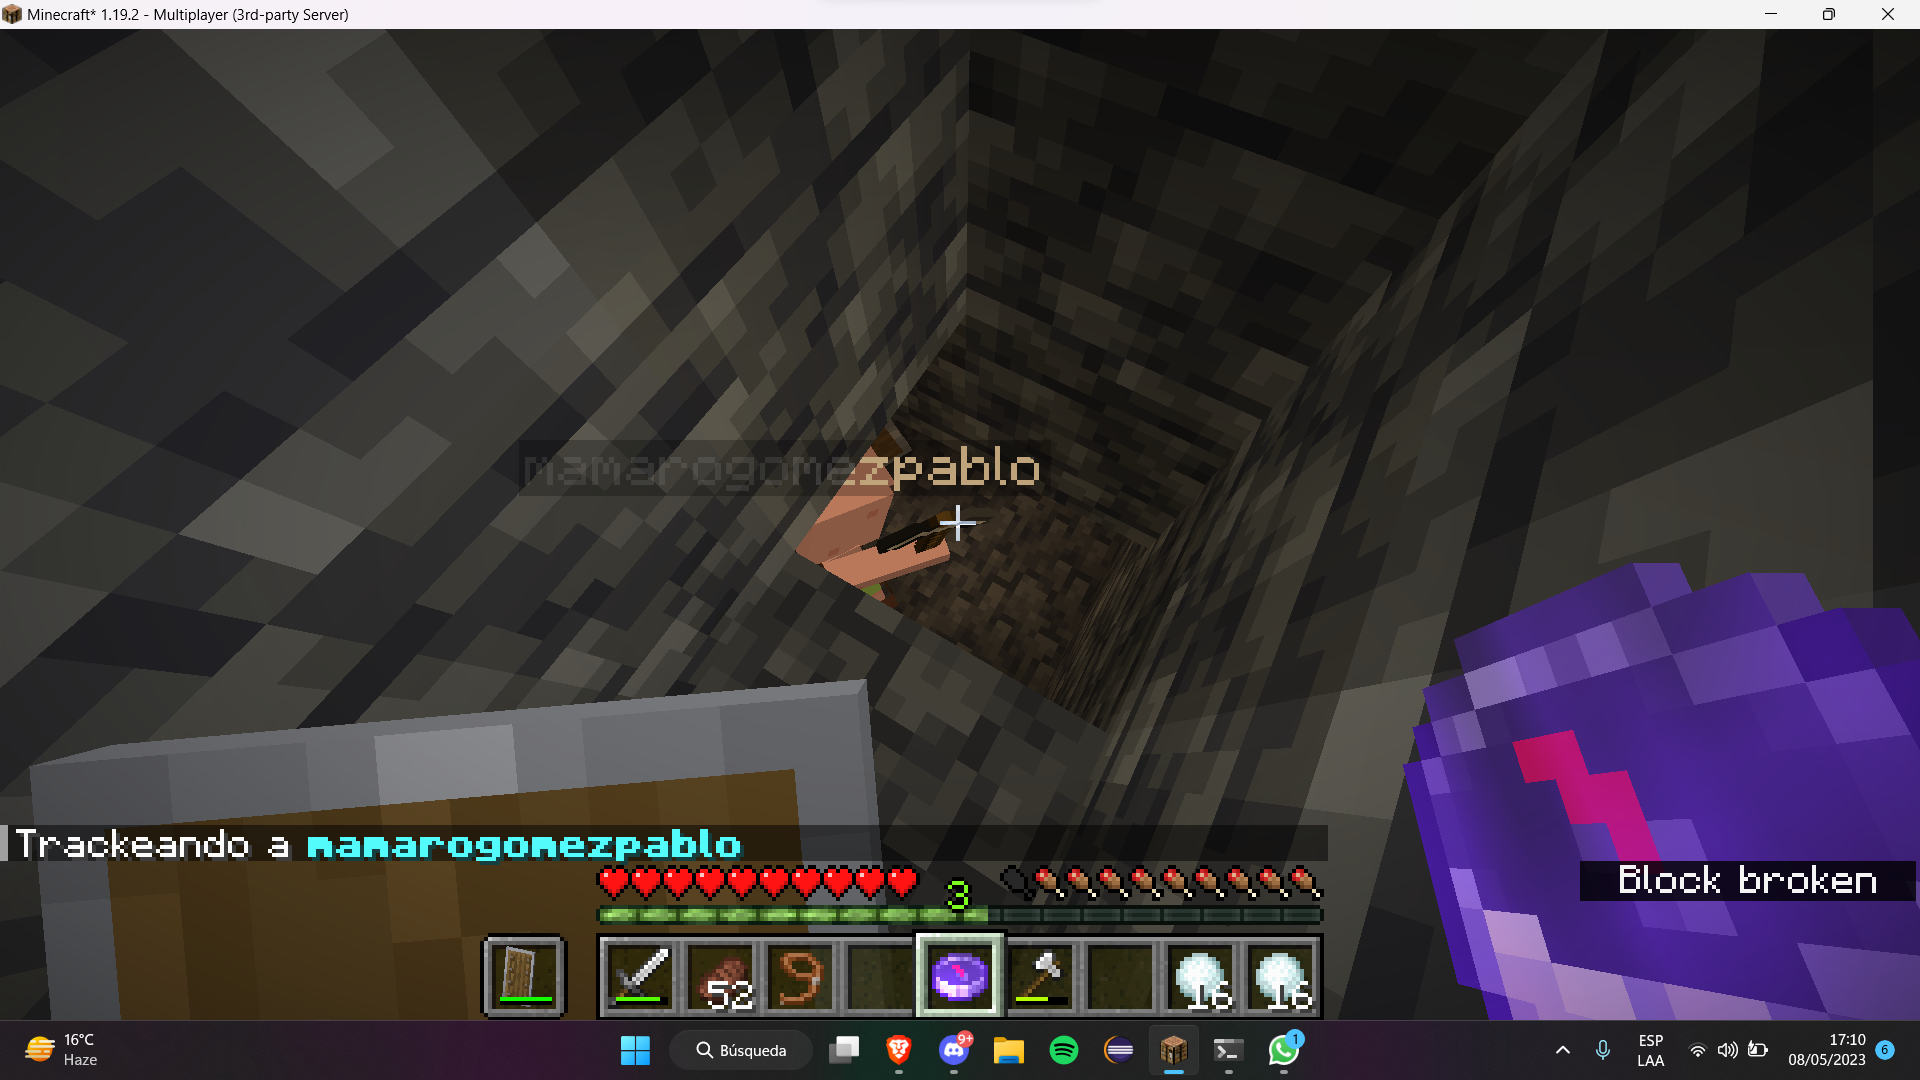 Minecraft* 1.19.2 - Multiplayer (3rd-party Server)
mamarogomezpablo
Trackeando a mamarogomezpablo
Block broken
3
52
16
16
16°C
Haze
Búsqueda
9+
1
ESP
LAA
17:10
08/05/2023
6